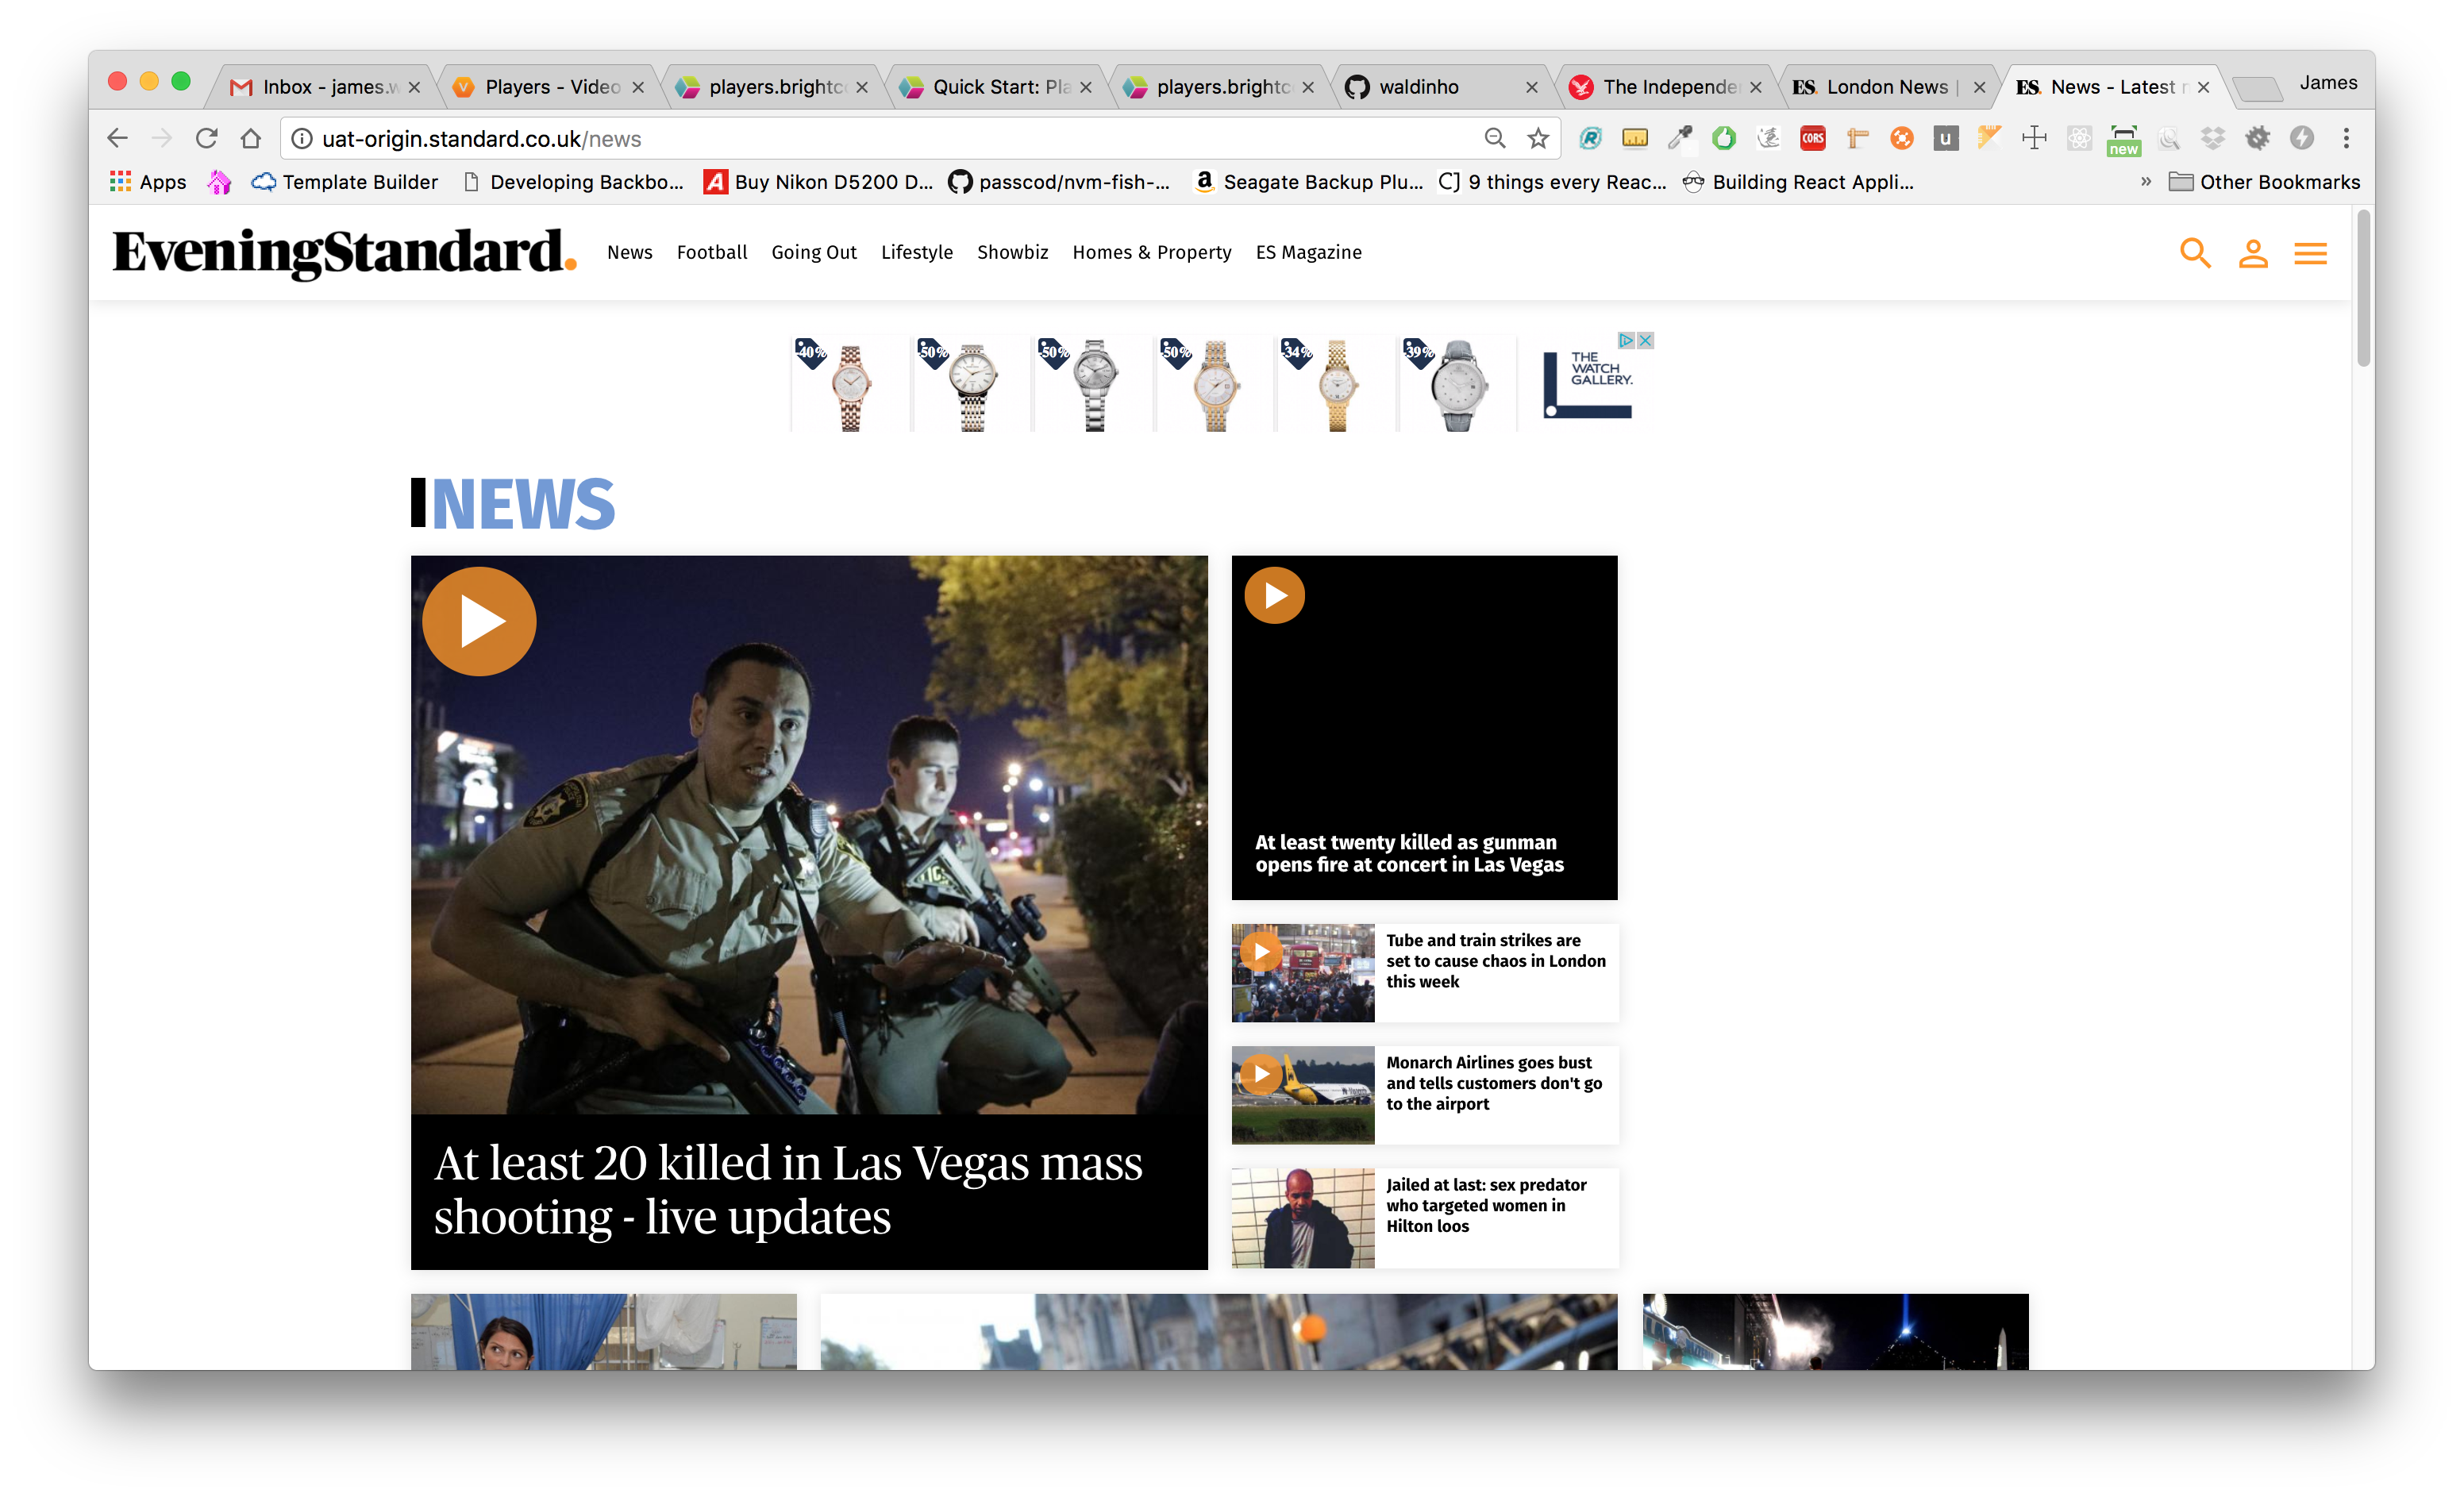 Inbox - james.w
Players - Video
players.brightc
Quick Start: Pla
players.brightc
waldinho
The Independe
ES. London News |
ES. News - Latest
James
uat-origin.standard.co.uk/news
CORS
u
new
Apps
Template Builder
Developing Backbo...
Buy Nikon D5200 D...
passcod/nvm-fish-...
Seagate Backup Plu...
CJ 9 things every Reac...
Building React Appli...
» Other Bookmarks
EveningStandard.
News Football Going Out Lifestyle Showbiz Homes & Property ES Magazine
-40% -50% -50% -50% -34% -39%
THE
WATCH
GALLERY.
NEWS
At least twenty killed as gunman
opens fire at concert in Las Vegas
Tube and train strikes are
set to cause chaos in London
this week
Monarch Airlines goes bust
and tells customers don't go
to the airport
Jailed at last: sex predator
who targeted women in
Hilton loos
At least 20 killed in Las Vegas mass
shooting - live updates